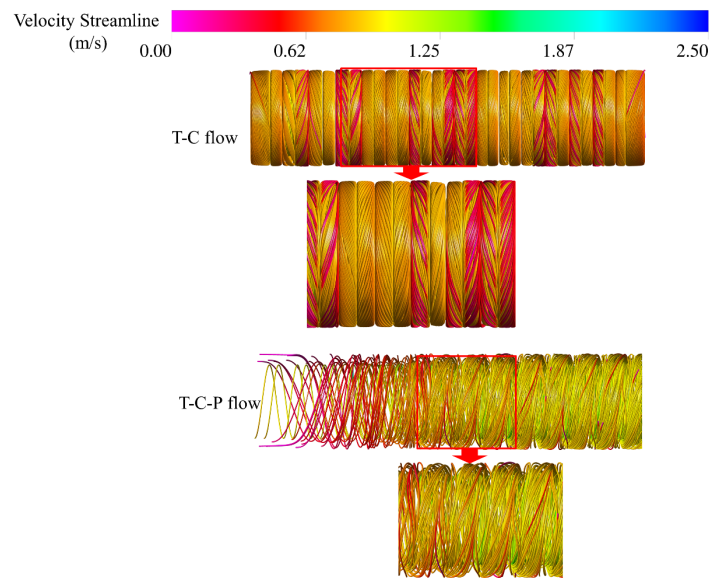 Velocity Streamline
(m/s)
0.00 0.62 1.25 1.87 2.50
T-C flow
T-C-P flow